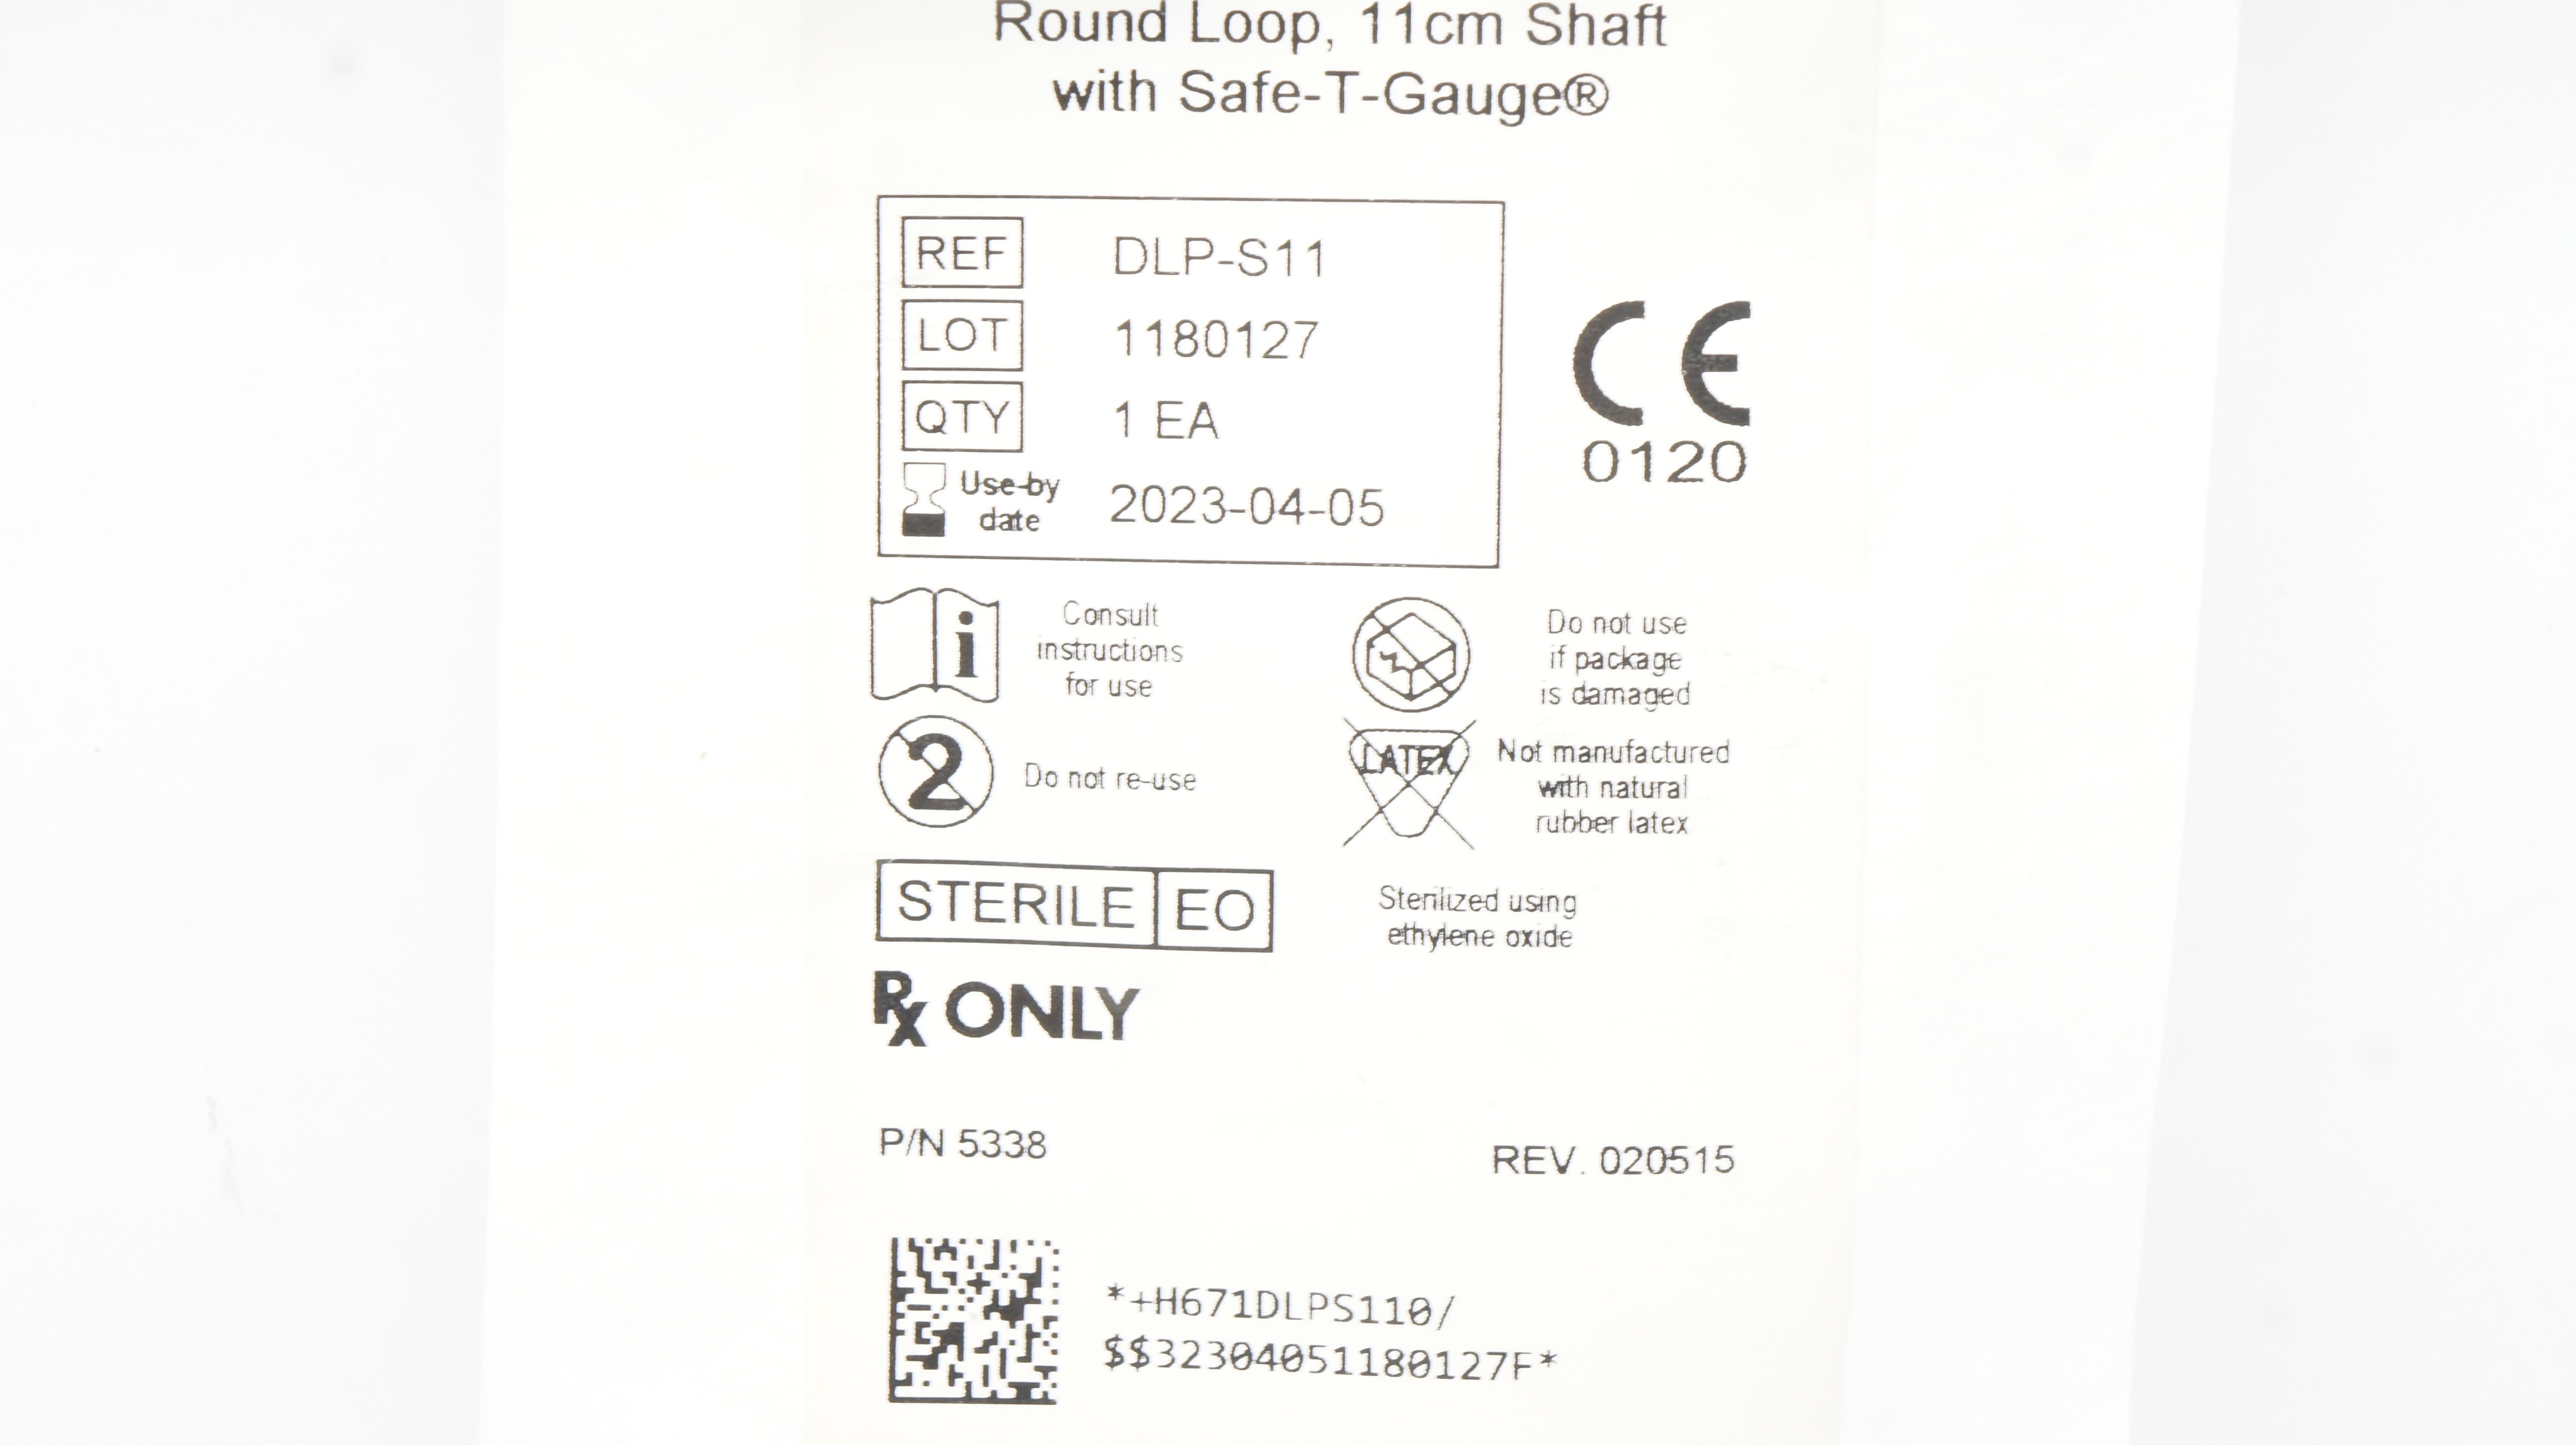 Round Loop, 11cm Shaft
with Safe-T-Gauge®
REF DLP-S11
LOT 1180127
QTY 1 EA
Use-by
date
2023-04-05
CE
0120
Consult
instructions
for use
Do not use
if package
is damaged
2
Do not re-use
LATEX
Not manufactured
with natural
rubber latex
STERILE EO
Sterilized using
ethylene oxide
Rx ONLY
P/N 5338
REV. 020515
*+H671DLPS110/
$$32304051180127F*